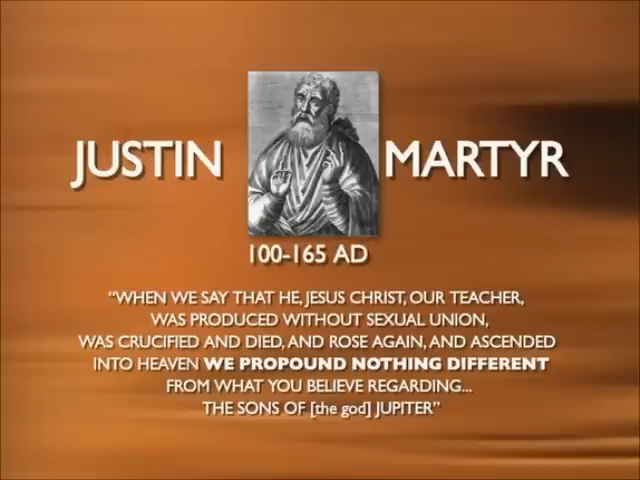 JUSTIN MARTYR
100-165 AD
"WHEN WE SAY THAT HE, JESUS CHRIST, OUR TEACHER,
WAS PRODUCED WITHOUT SEXUAL UNION,
WAS CRUCIFIED AND DIED, AND ROSE AGAIN, AND ASCENDED
INTO HEAVEN WE PROPOUND NOTHING DIFFERENT
FROM WHAT YOU BELIEVE REGARDING...
THE SONS OF [the god] JUPITER"